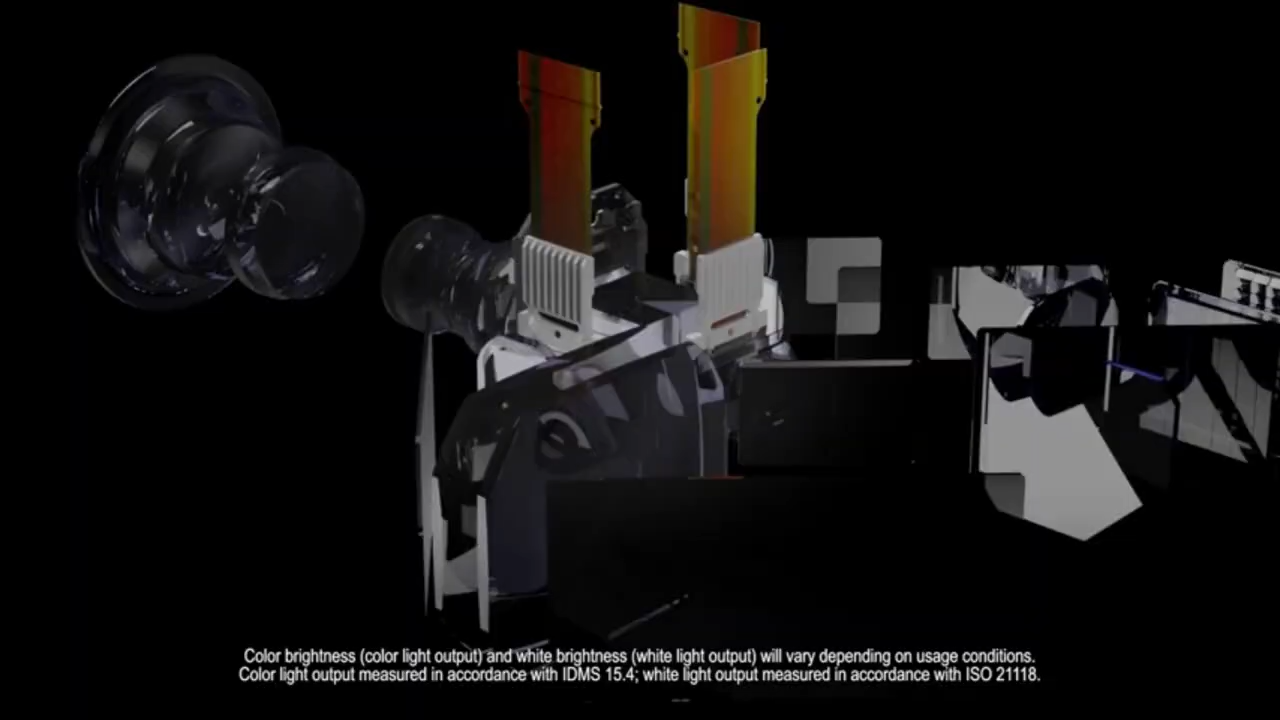 Color brightness (color light output) and white brightness (white light output) will vary depending on usage conditions.
Color light output measured in accordance with IDMS 15.4; white light output measured in accordance with ISO 21118.